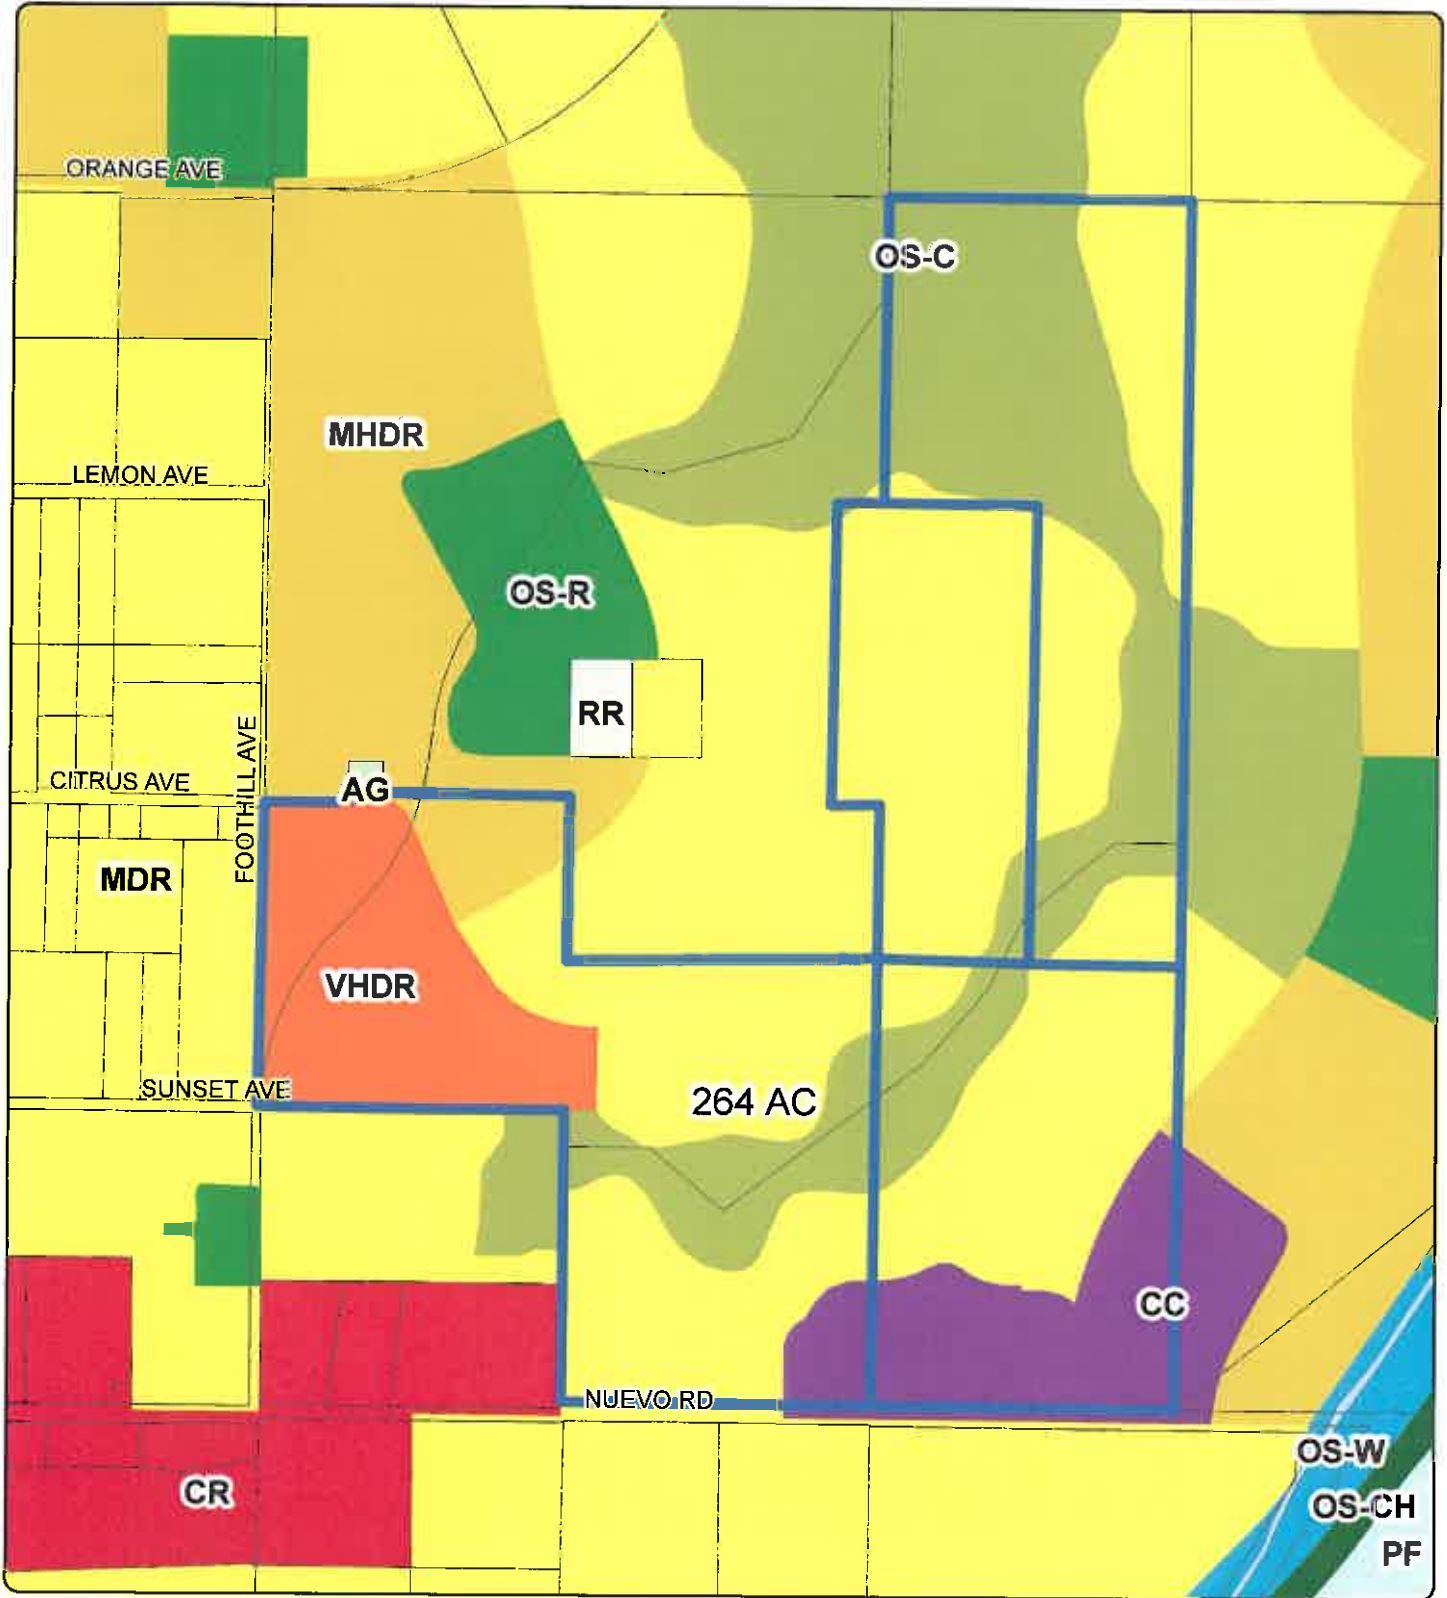 ORANGE AVE
OS-C
MHDR
LEMON AVE
OS-R
RR
FOOTHILL AVE
CITRUS AVE
AG
MDR
VHDR
SUNSET AVE
264 AC
CC
NUEVO RD
OS-W
CR
OS-CH
PF